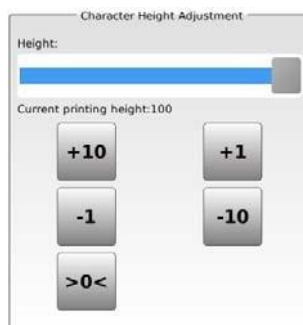 Character Height Adjustment
Height:
Current printing height:100
+10 +1
-1 -10
>0<